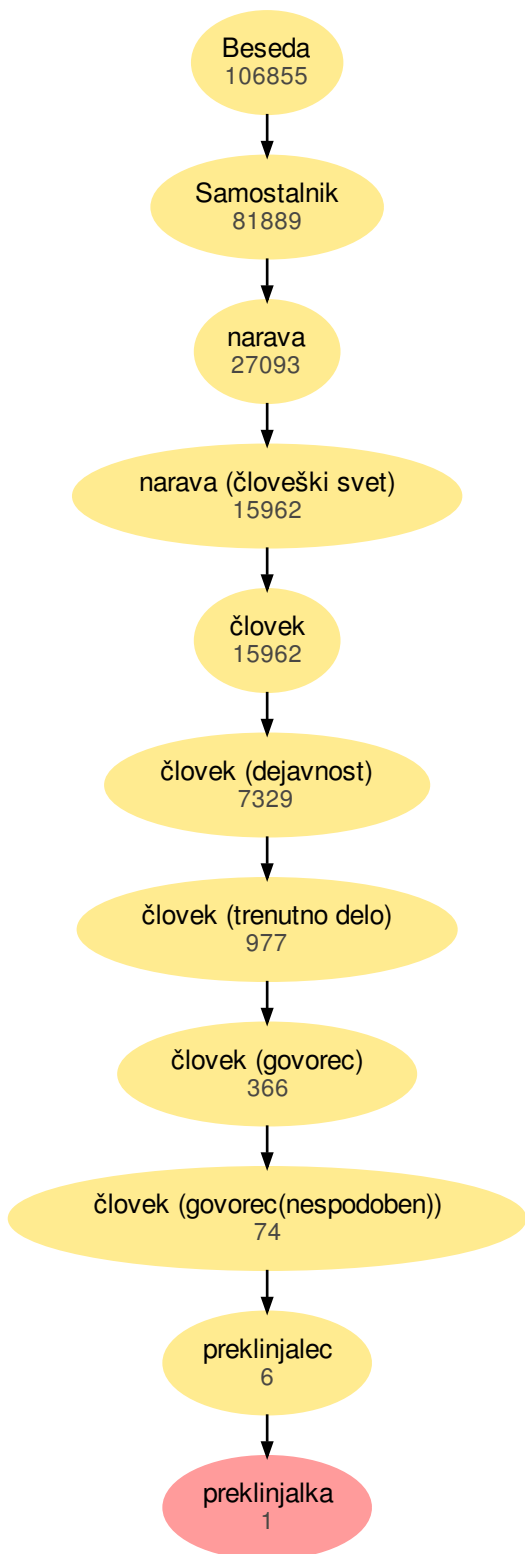 Beseda
106855
Samostalnik
81889
narava
27093
narava (človeški svet)
15962
človek
15962
človek (dejavnost)
7329
človek (trenutno delo)
977
človek (govorec)
366
človek (govorec(nespodoben))
74
preklinjalec
6
preklinjalka
1